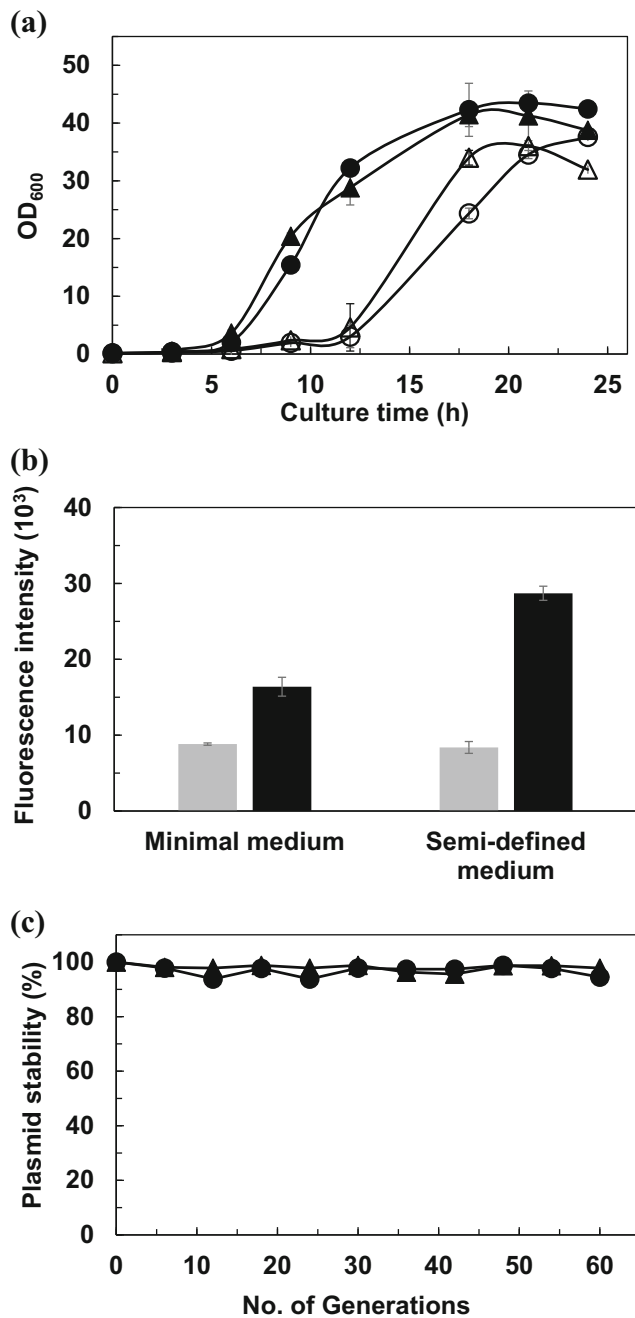 (a)
50
40
30
20
10
0
OD600
0 5 10 15 20 25
Culture time (h)
(b)
40
30
20
10
0
Fluorescence intensity (10³)
Minimal medium Semi-defined
medium
(c)
100
80
60
40
20
0
Plasmid stability (%)
0 10 20 30 40 50 60
No. of Generations